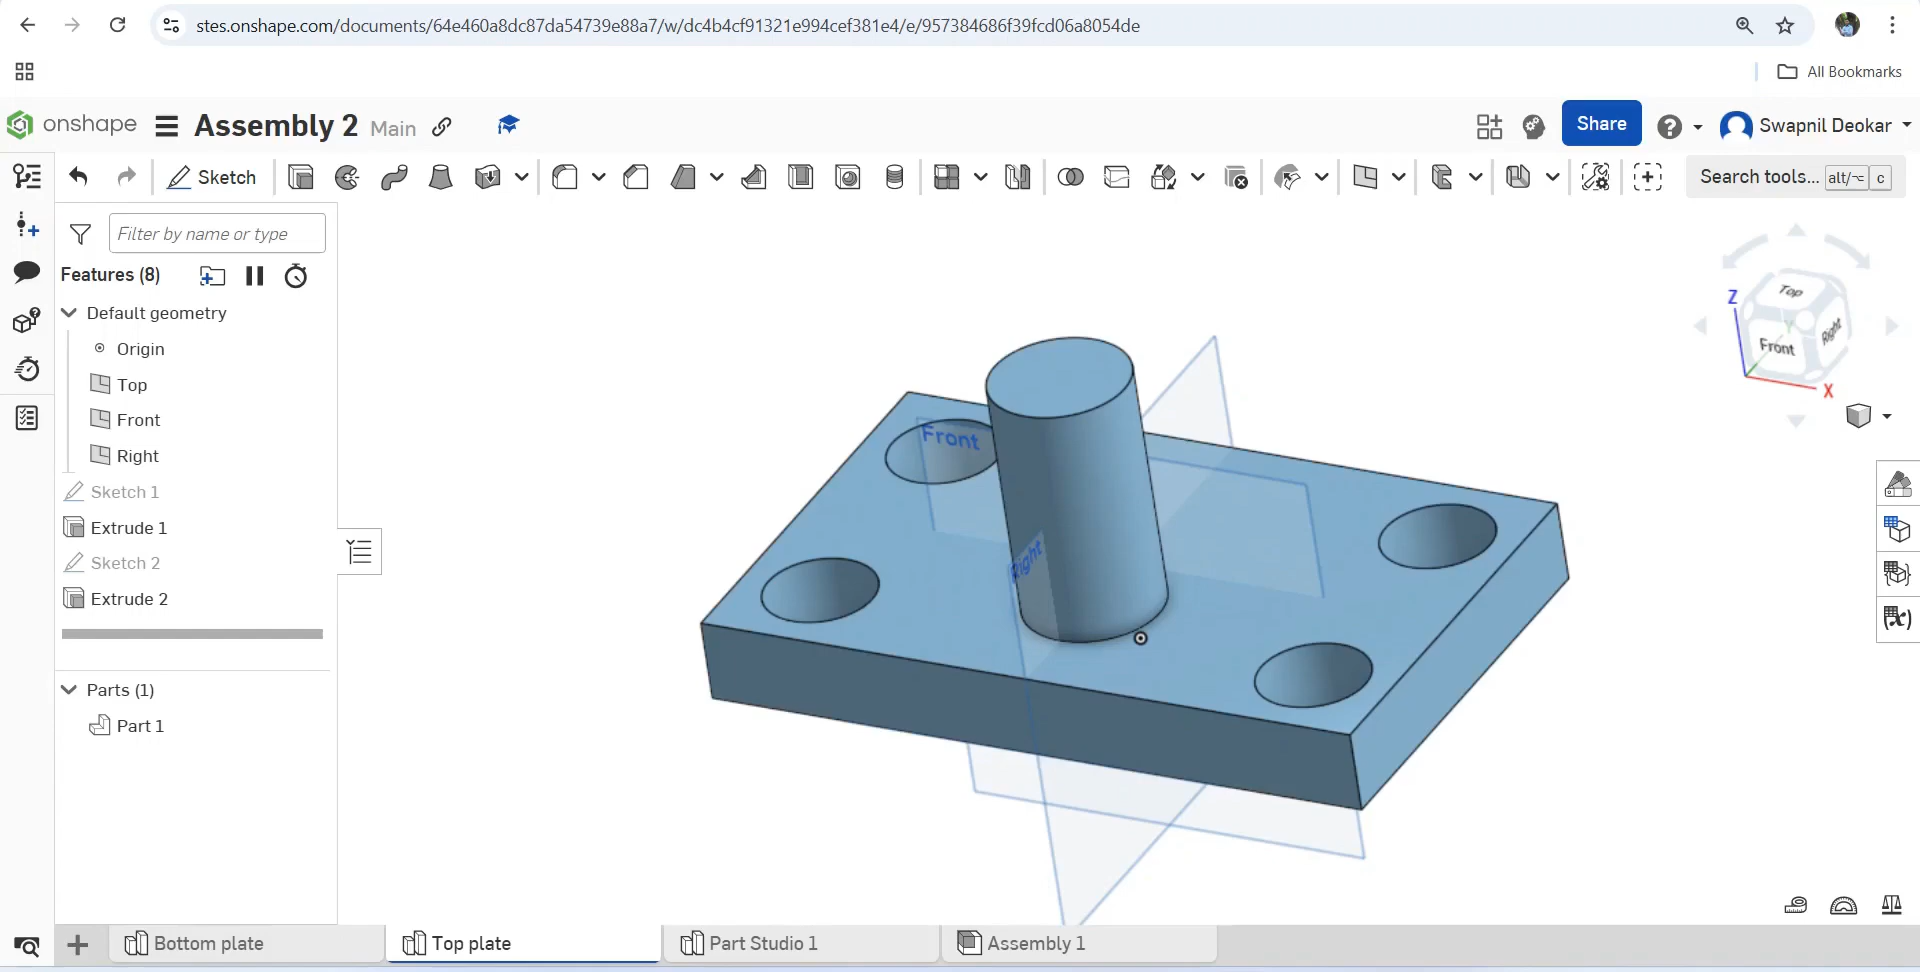 stes.onshape.com/documents/64e460a8dc87da54739e88a7/w/dc4b4cf91321e994cef381e4/e/957384686f39fcd06a8054de
All Bookmarks
onshape Assembly 2 Main Share Swapnil Deokar
Sketch Search tools... alt/⌥ c
Filter by name or type
Features (8)
Default geometry
Origin
Top
Front
Right
Sketch 1
Extrude 1
Sketch 2
Extrude 2
Parts (1)
Part 1
Front
Right
Top
Front
Right
Z
X
Y
(x)
Bottom plate Top plate Part Studio 1 Assembly 1